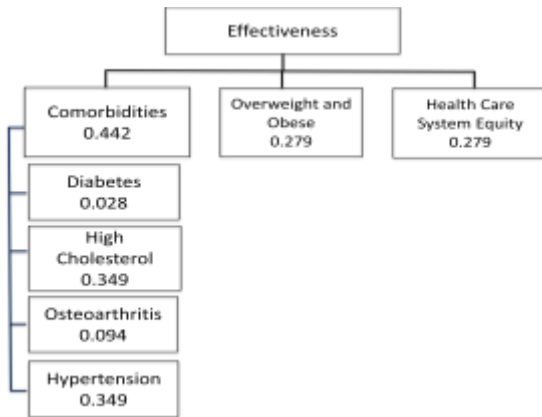 Effectiveness
Comorbidities
0.442
Overweight and
Obese
0.279
Health Care
System Equity
0.279
Diabetes
0.028
High
Cholesterol
0.349
Osteoarthritis
0.094
Hypertension
0.349